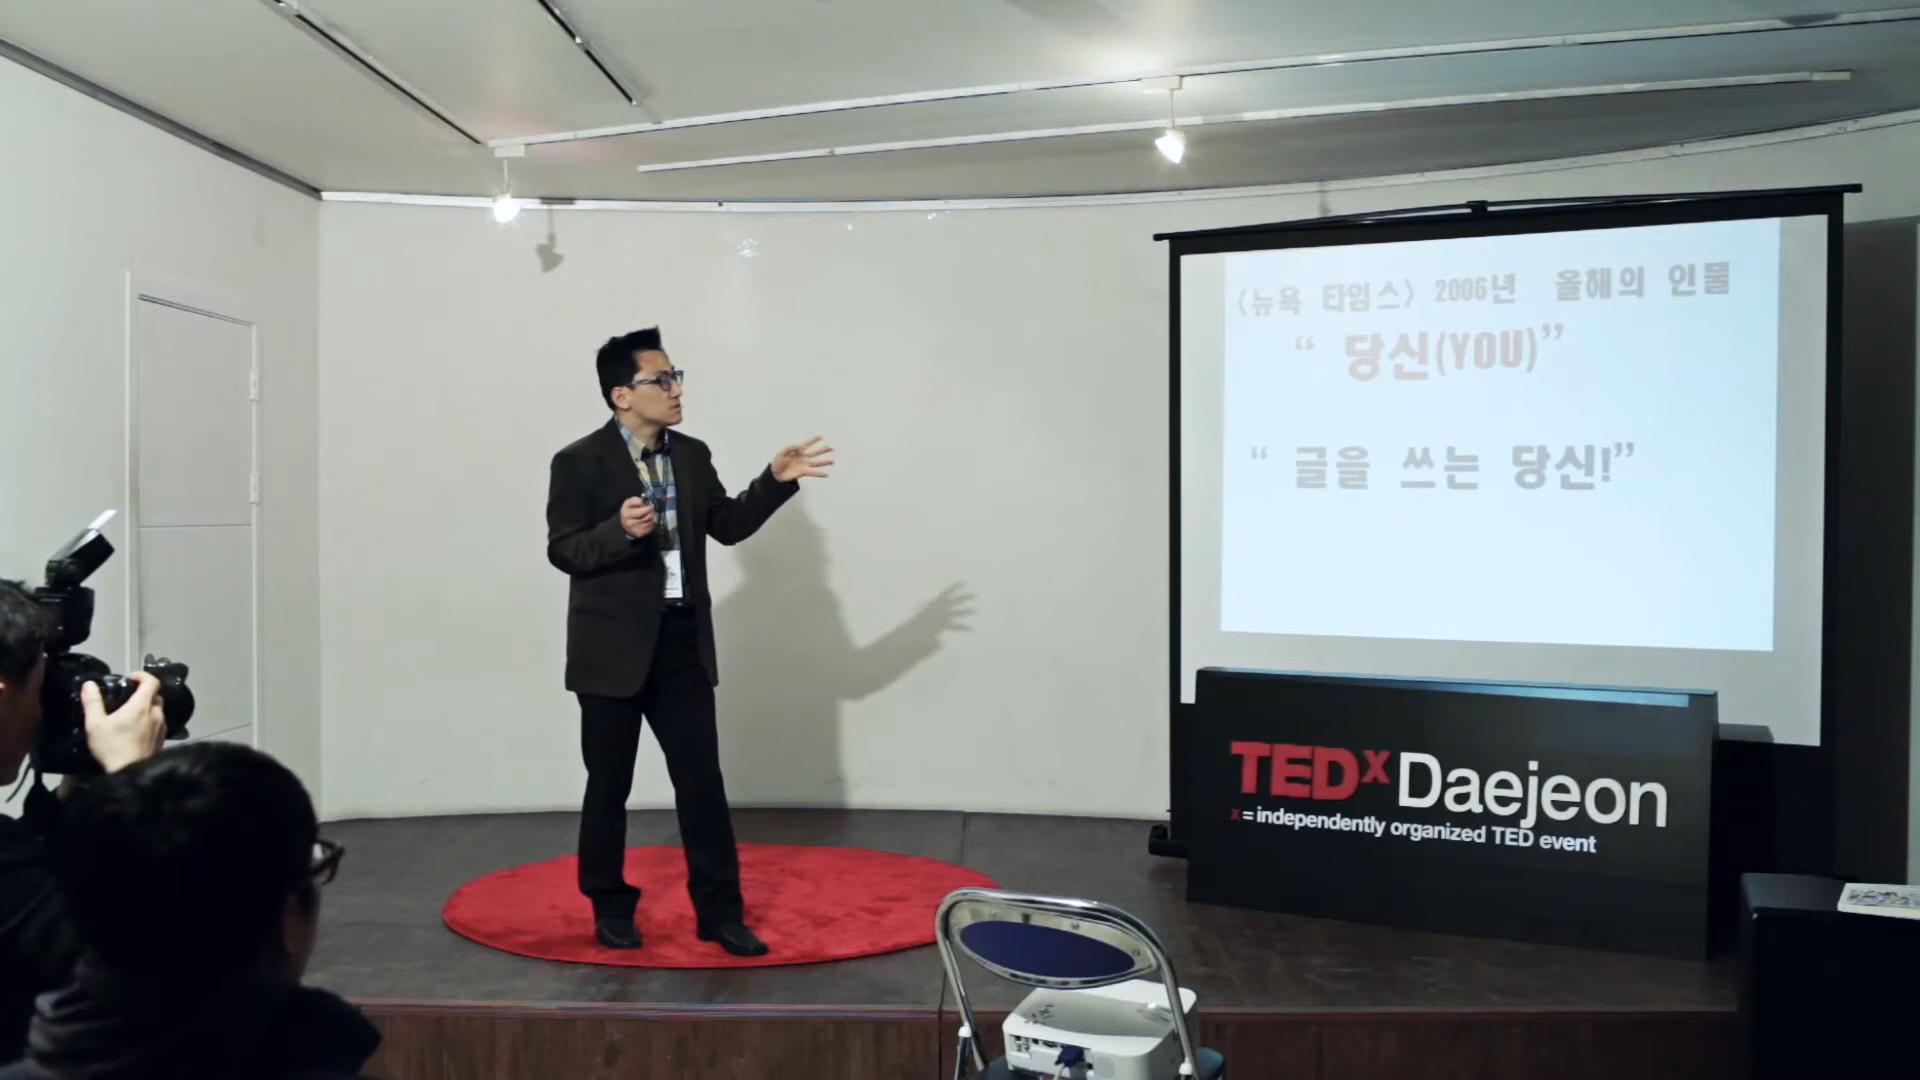 〈뉴욕 타임스〉 2006년 올해의 인물
“ 당신(YOU)”
“ 글을 쓰는 당신!”
TEDx Daejeon
x = independently organized TED event